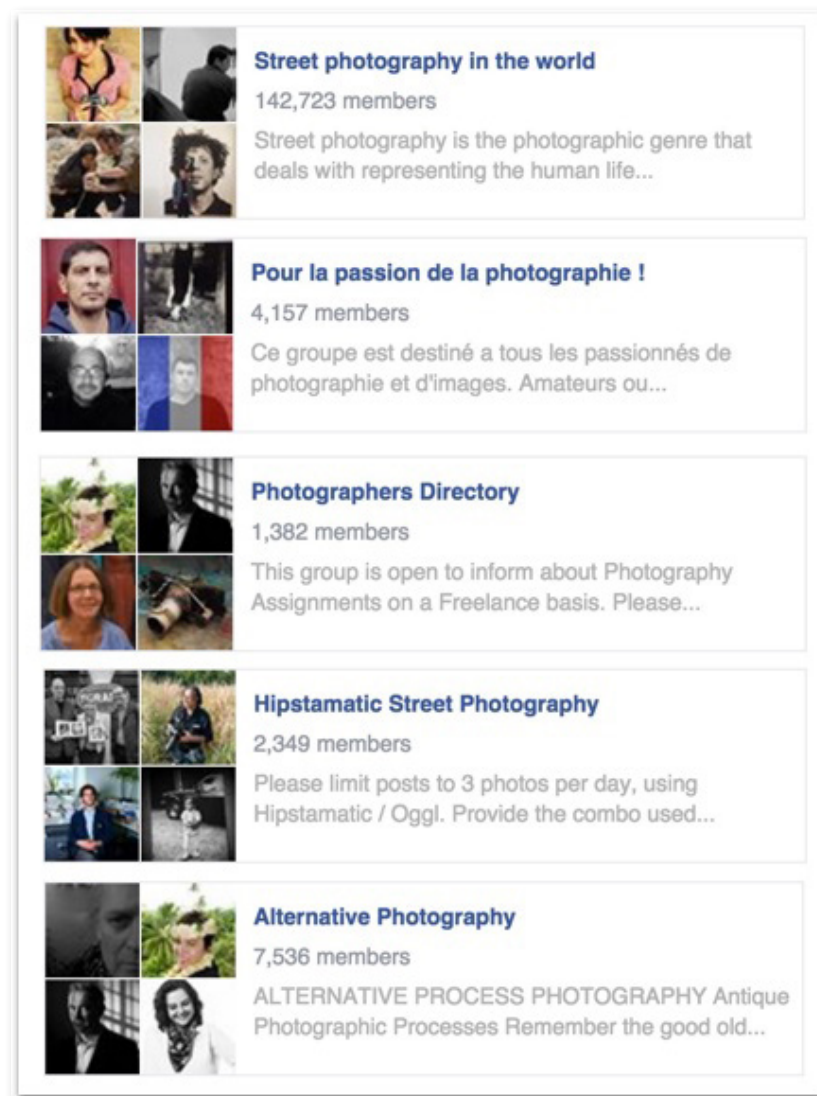 Street photography in the world
142,723 members
Street photography is the photographic genre that
deals with representing the human life...
Pour la passion de la photographie !
4,157 members
Ce groupe est destiné a tous les passionnés de
photographie et d'images. Amateurs ou...
Photographers Directory
1,382 members
This group is open to inform about Photography
Assignments on a Freelance basis. Please...
Hipstamatic Street Photography
2,349 members
Please limit posts to 3 photos per day, using
Hipstamatic / Oggl. Provide the combo used...
Alternative Photography
7,536 members
ALTERNATIVE PROCESS PHOTOGRAPHY Antique
Photographic Processes Remember the good old...